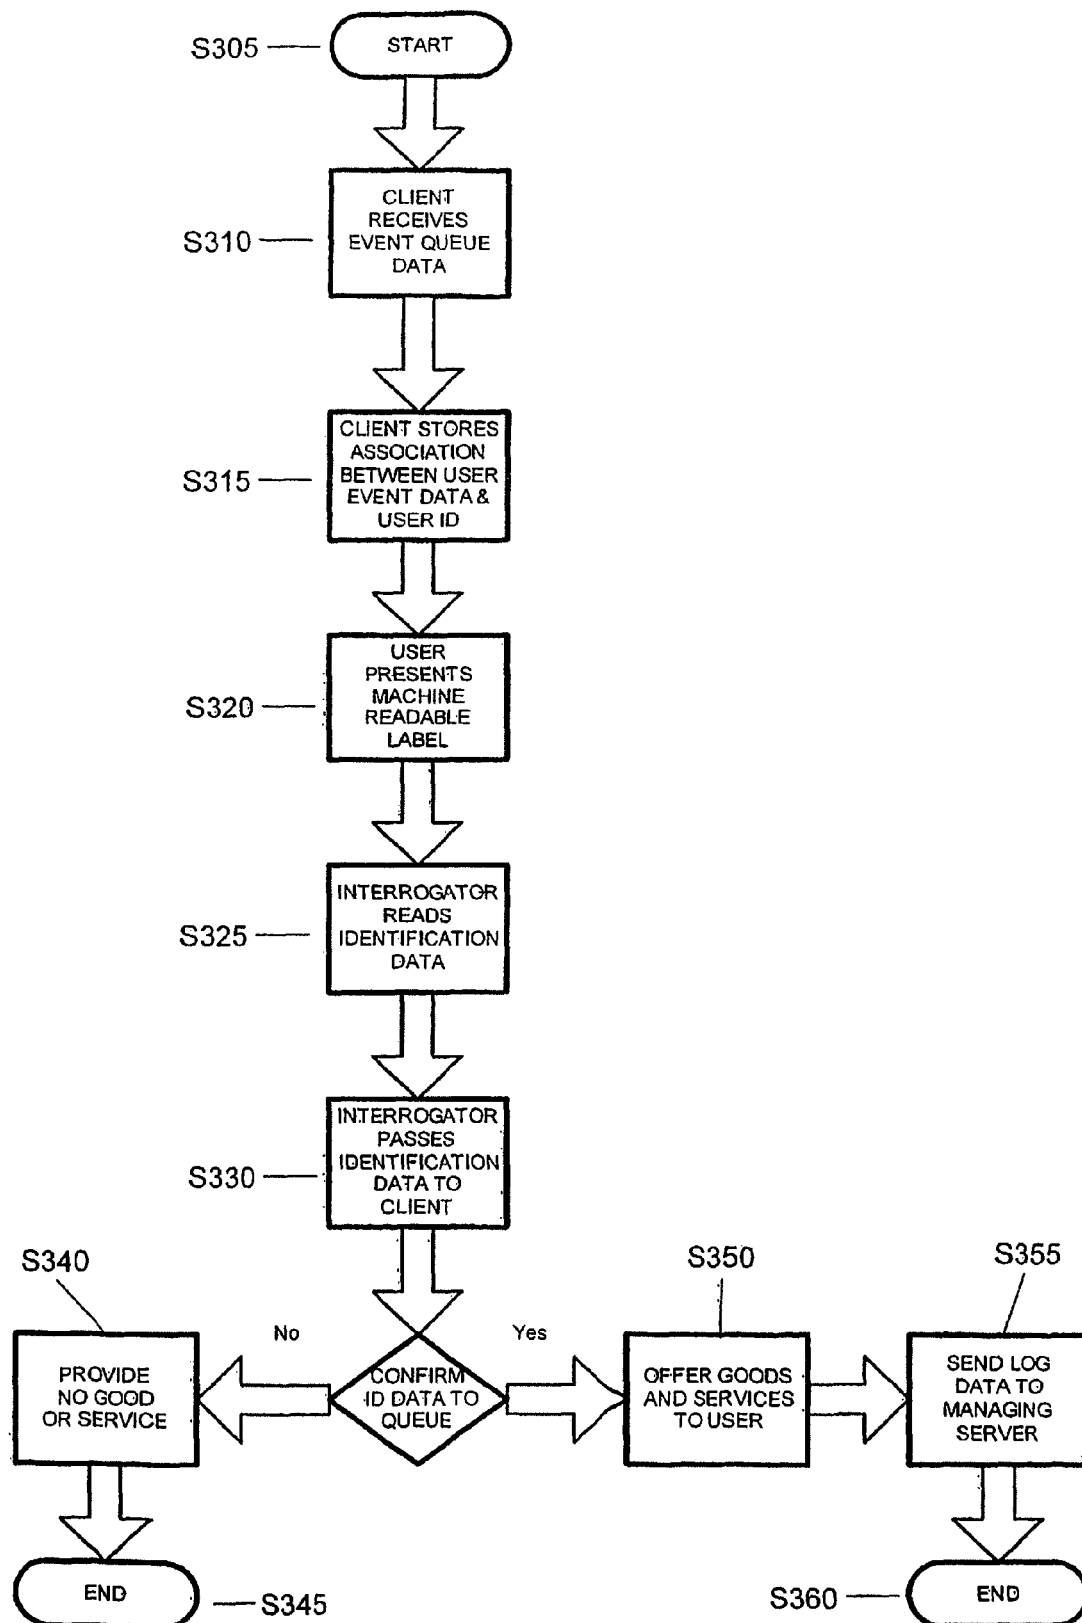 S305
START
S310
CLIENT
RECEIVES
EVENT QUEUE
DATA
S315
CLIENT STORES
ASSOCIATION
BETWEEN USER
EVENT DATA &
USER ID
S320
USER
PRESENTS
MACHINE
READABLE
LABEL
S325
INTERROGATOR
READS
IDENTIFICATION
DATA
S330
INTERROGATOR
PASSES
IDENTIFICATION
DATA TO
CLIENT
S340
S350
S355
No
Yes
PROVIDE
NO GOOD
OR SERVICE
CONFIRM
ID DATA TO
QUEUE
OFFER GOODS
AND SERVICES
TO USER
SEND LOG
DATA TO
MANAGING
SERVER
END
S345
S360
END